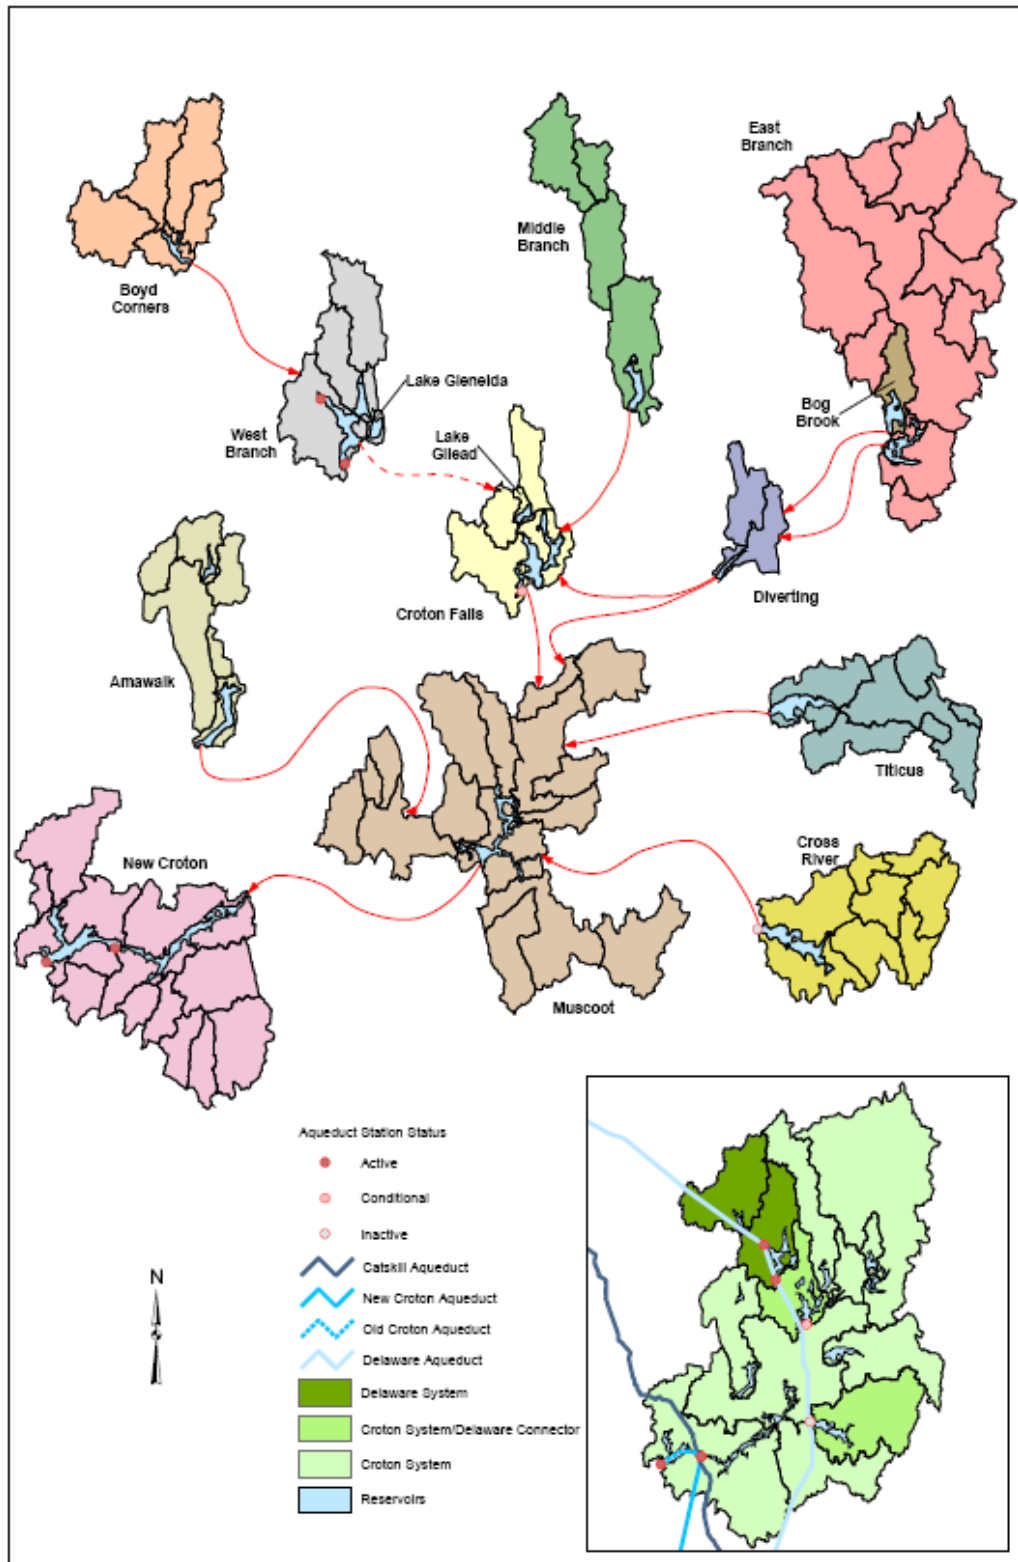 East
Branch
Middle
Branch
Boyd
Corners
Lake Gleneida
West
Branch
Lake
Gilead
Bog
Brook
Croton Falls
Diverting
Amawalk
Titicus
New Croton
Cross
River
Muscoot
Aqueduct Station Status
Active
Conditional
Inactive
Catskill Aqueduct
New Croton Aqueduct
Old Croton Aqueduct
Delaware Aqueduct
Delaware System
Croton System/Delaware Connector
Croton System
Reservoirs
N